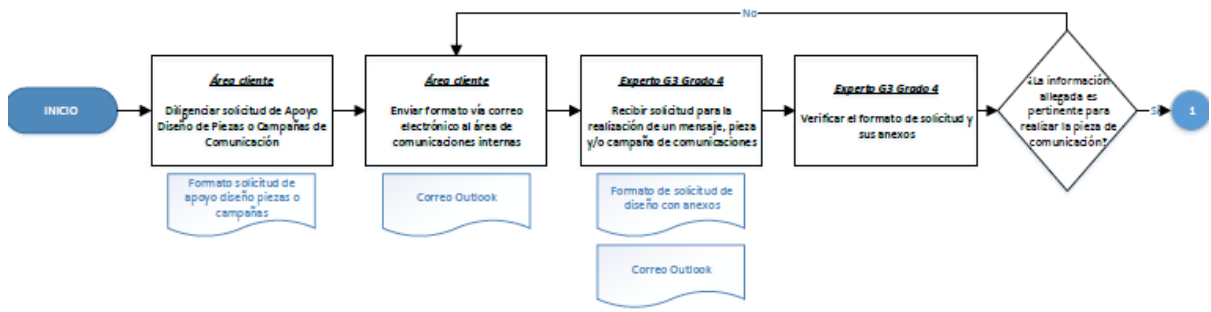 No
INICIO
Área cliente
Diligenciar solicitud de Apoyo
Diseño de Piezas o Campañas de
Comunicación
Formato solicitud de
apoyo diseño piezas o
campañas
Área cliente
Enviar formato vía correo
electrónico al área de
comunicaciones internas
Correo Outlook
Experto G3 Grado 4
Recibir solicitud para la
realización de un mensaje, pieza
y/o campaña de comunicaciones
Formato de solicitud de
diseño con anexos
Correo Outlook
Experto G3 Grado 4
Verificar el formato de solicitud y
sus anexos
¿La información
allegada es
pertinente para
realizar la pieza de
comunicación?
Sí
1